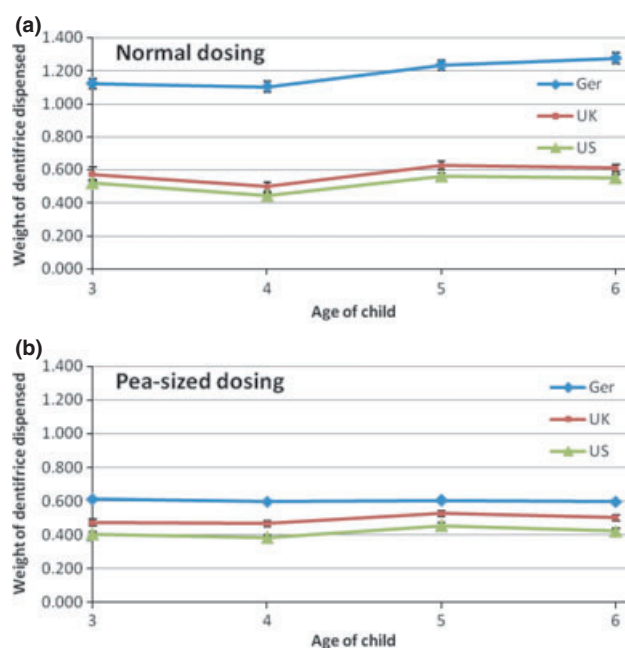 (a)
Normal dosing
Weight of dentifrice dispensed
1.400
1.200
1.000
0.800
0.600
0.400
0.200
0.000
Ger
UK
US
3 4 5 6
Age of child
(b)
Pea-sized dosing
Weight of dentifrice dispensed
1.400
1.200
1.000
0.800
0.600
0.400
0.200
0.000
Ger
UK
US
3 4 5 6
Age of child